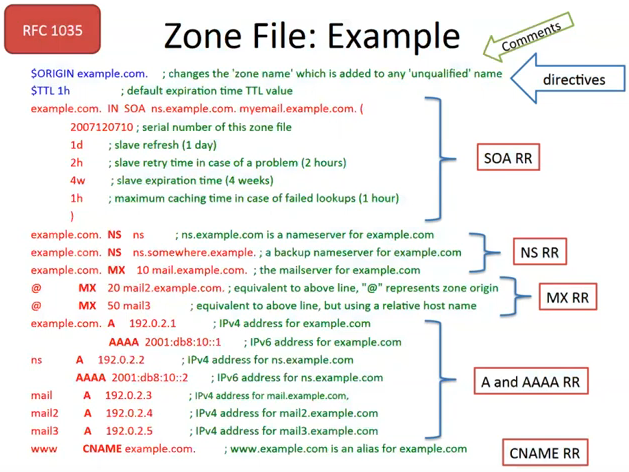 RFC 1035
Zone File: Example
Comments
$ORIGIN example.com. ; changes the 'zone name' which is added to any 'unqualified' name
directives
$TTL 1h ; default expiration time TTL value
example.com. IN SOA ns.example.com. myemail.example.com. (
2007120710 ; serial number of this zone file
1d ; slave refresh (1 day)
2h ; slave retry time in case of a problem (2 hours)
4w ; slave expiration time (4 weeks)
1h ; maximum caching time in case of failed lookups (1 hour)
)
SOA RR
example.com. NS ns ; ns.example.com is a nameserver for example.com
example.com. NS ns.somewhere.example. ; a backup nameserver for example.com
NS RR
example.com. MX 10 mail.example.com. ; the mailserver for example.com
@ MX 20 mail2.example.com. ; equivalent to above line, "@" represents zone origin
@ MX 50 mail3 ; equivalent to above line, but using a relative host name
MX RR
example.com. A 192.0.2.1 ; IPv4 address for example.com
AAAA 2001:db8:10::1 ; IPv6 address for example.com
ns A 192.0.2.2 ; IPv4 address for ns.example.com
AAAA 2001:db8:10::2 ; IPv6 address for ns.example.com
mail A 192.0.2.3 ; IPv4 address for mail.example.com,
mail2 A 192.0.2.4 ; IPv4 address for mail2.example.com
mail3 A 192.0.2.5 ; IPv4 address for mail3.example.com
A and AAAA RR
www CNAME example.com. ; www.example.com is an alias for example.com
CNAME RR